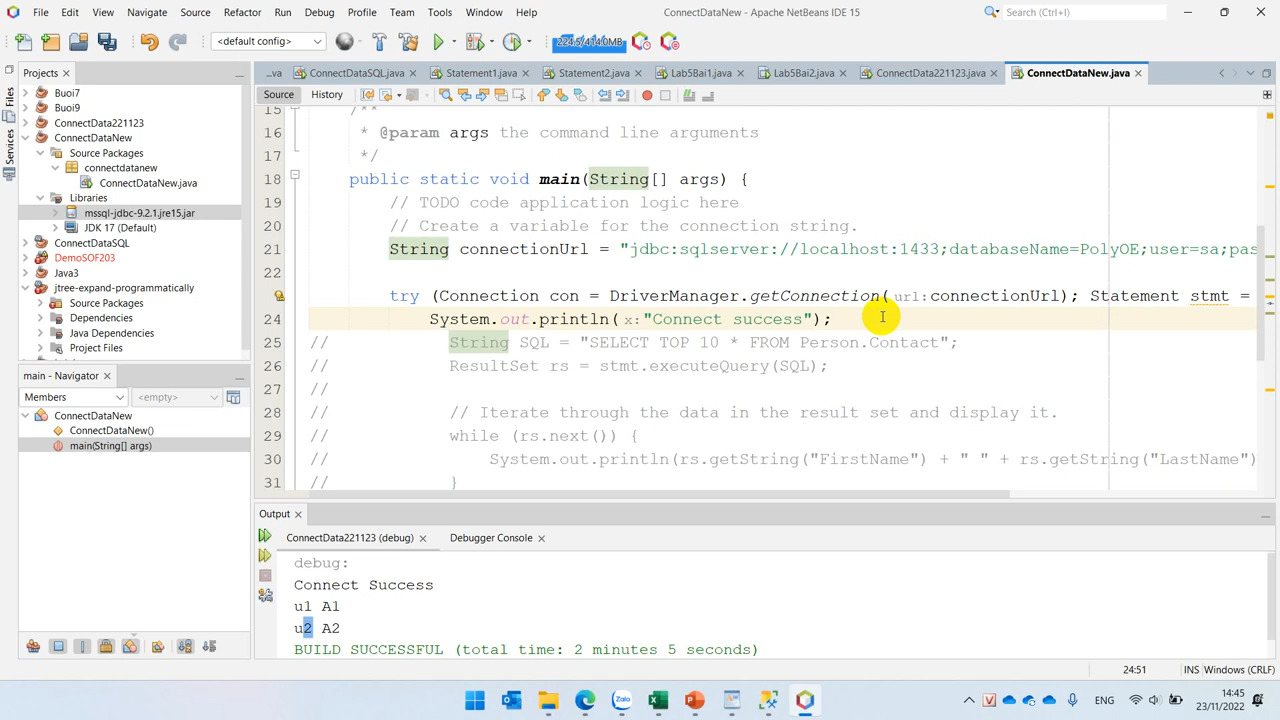 File Edit View Navigate Source Refactor Run Debug Profile Team Tools Window Help
ConnectDataNew - Apache NetBeans IDE 15
Search (Ctrl+I)
<default config>
224.5/414.0MB
Projects
...va ConnectDataSQL.java Statement1.java Statement2.java Lab5Bai1.java Lab5Bai2.java ConnectData221123.java ConnectDataNew.java
Files
Services
Buoi7
Buoi9
ConnectData221123
ConnectDataNew
Source Packages
connectdatanew
ConnectDataNew.java
Libraries
mssql-jdbc-9.2.1.jre15.jar
JDK 17 (Default)
ConnectDataSQL
DemoSOF203
Java3
jtree-expand-programmatically
Source Packages
Dependencies
Java Dependencies
Project Files
main - Navigator
Members
<empty>
ConnectDataNew
ConnectDataNew()
main(String[] args)
Source History
15 /**
16 * @param args the command line arguments
17 */
18 public static void main(String[] args) {
19 // TODO code application logic here
20 // Create a variable for the connection string.
21 String connectionUrl = "jdbc:sqlserver://localhost:1433;databaseName=PolyOE;user=sa;pas
22
try (Connection con = DriverManager.getConnection(url:connectionUrl); Statement stmt =
24 System.out.println(x:"Connect success");
25 // String SQL = "SELECT TOP 10 * FROM Person.Contact";
26 // ResultSet rs = stmt.executeQuery(SQL);
27 //
28 // // Iterate through the data in the result set and display it.
29 // while (rs.next()) {
30 // System.out.println(rs.getString("FirstName") + " " + rs.getString("LastName")
31 // }
Output
ConnectData221123 (debug) Debugger Console
debug:
Connect Success
u1 A1
u2 A2
BUILD SUCCESSFUL (total time: 2 minutes 5 seconds)
24:51 INS Windows (CRLF)
Zalo
ENG
14:45
23/11/2022